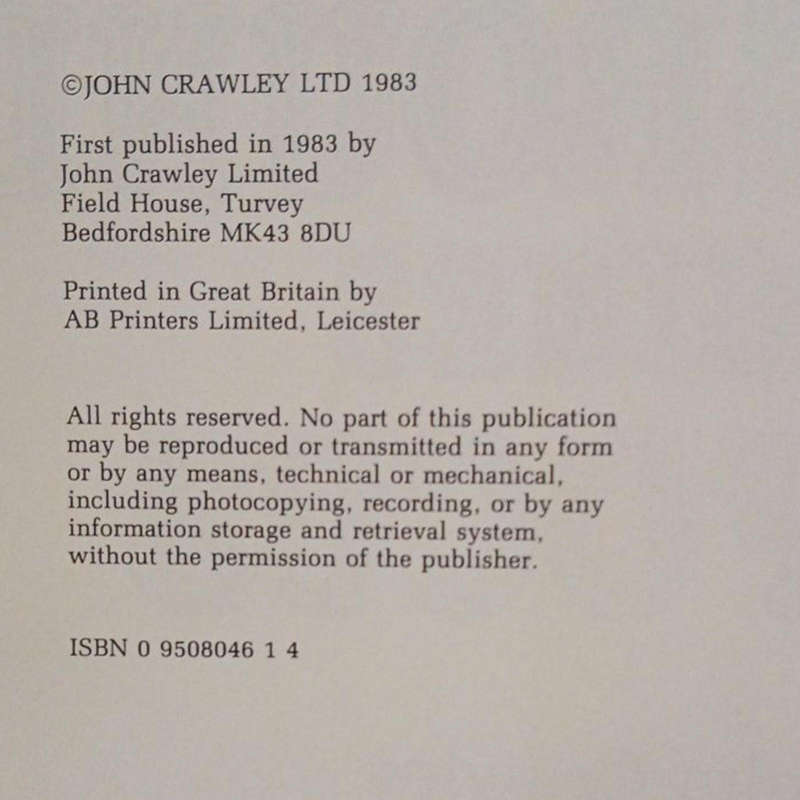 ©JOHN CRAWLEY LTD 1983
First published in 1983 by
John Crawley Limited
Field House, Turvey
Bedfordshire MK43 8DU
Printed in Great Britain by
AB Printers Limited, Leicester
All rights reserved. No part of this publication
may be reproduced or transmitted in any form
or by any means, technical or mechanical,
including photocopying, recording, or by any
information storage and retrieval system,
without the permission of the publisher.
ISBN 0 9508046 1 4